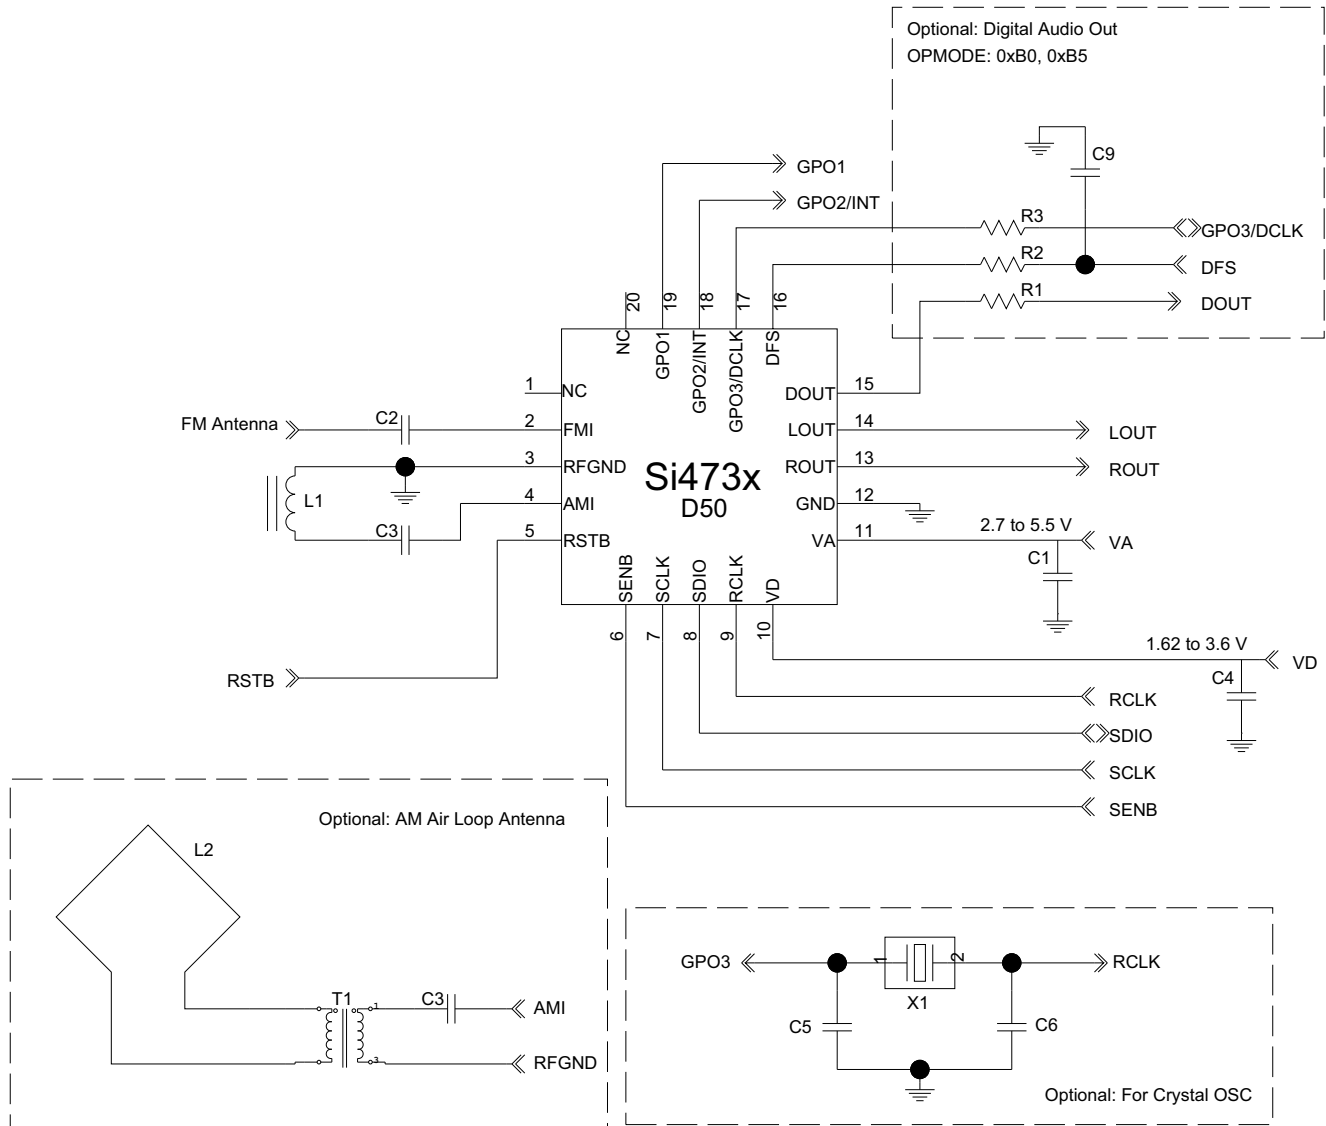 Optional: Digital Audio Out
OPMODE: 0xB0, 0xB5
C9
GPO1
GPO2/INT
R3
GPO3/DCLK
R2
DFS
R1
DOUT
20
19
18
17
16
NC
GPO1
GPO2/INT
GPO3/DCLK
DFS
1
NC
DOUT
15
FM Antenna
C2
2
FMI
LOUT
14
LOUT
3
RFGND
ROUT
13
ROUT
L1
4
AMI
Si473x
D50
GND
12
C3
5
RSTB
VA
11
2.7 to 5.5 V
VA
C1
SENB
SCLK
SDIO
RCLK
VD
6
7
8
9
10
1.62 to 3.6 V
VD
C4
RSTB
RCLK
SDIO
SCLK
SENB
Optional: AM Air Loop Antenna
L2
T1
1
C3
AMI
3
RFGND
GPO3
1
2
RCLK
X1
C5
C6
Optional: For Crystal OSC